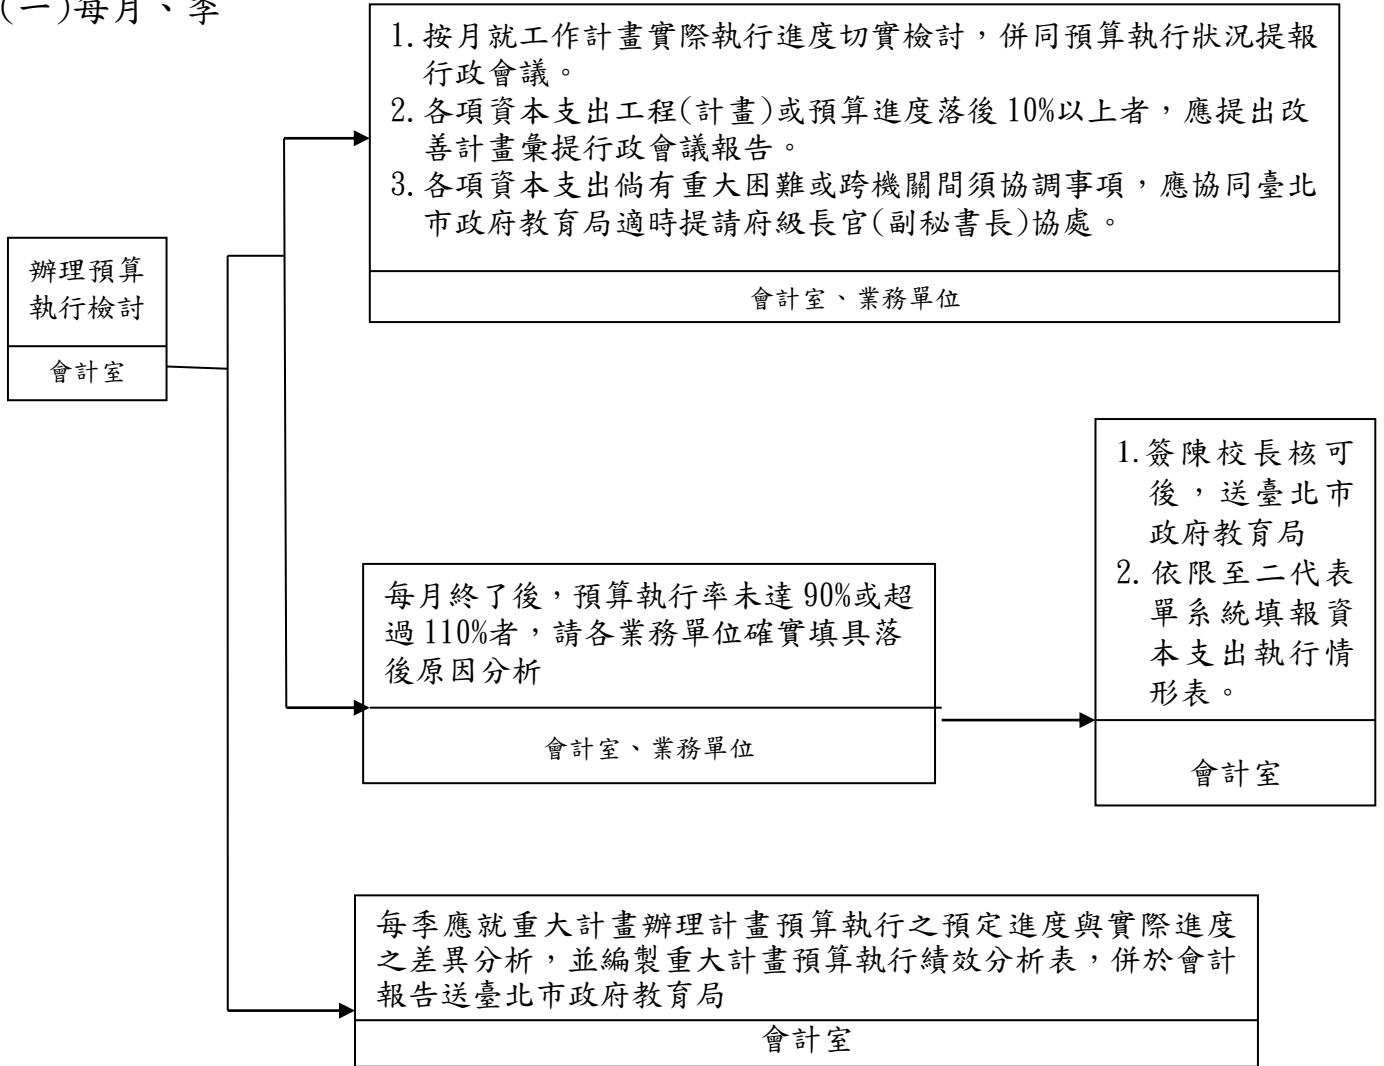 (一)每月、季
1.按月就工作計畫實際執行進度切實檢討，併同預算執行狀況提報
行政會議。
2.各項資本支出工程(計畫)或預算進度落後 10%以上者，應提出改
善計畫彙提行政會議報告。
3.各項資本支出倘有重大困難或跨機關間須協調事項，應協同臺北
市政府教育局適時提請府級長官(副秘書長)協處。
會計室、業務單位
辦理預算
執行檢討
會計室
每月終了後，預算執行率未達 90%或超
過 110%者，請各業務單位確實填具落
後原因分析
會計室、業務單位
1.簽陳校長核可
後，送臺北市
政府教育局
2.依限至二代表
單系統填報資
本支出執行情
形表。
會計室
每季應就重大計畫辦理計畫預算執行之預定進度與實際進度
之差異分析，並編製重大計畫預算執行績效分析表，併於會計
報告送臺北市政府教育局
會計室